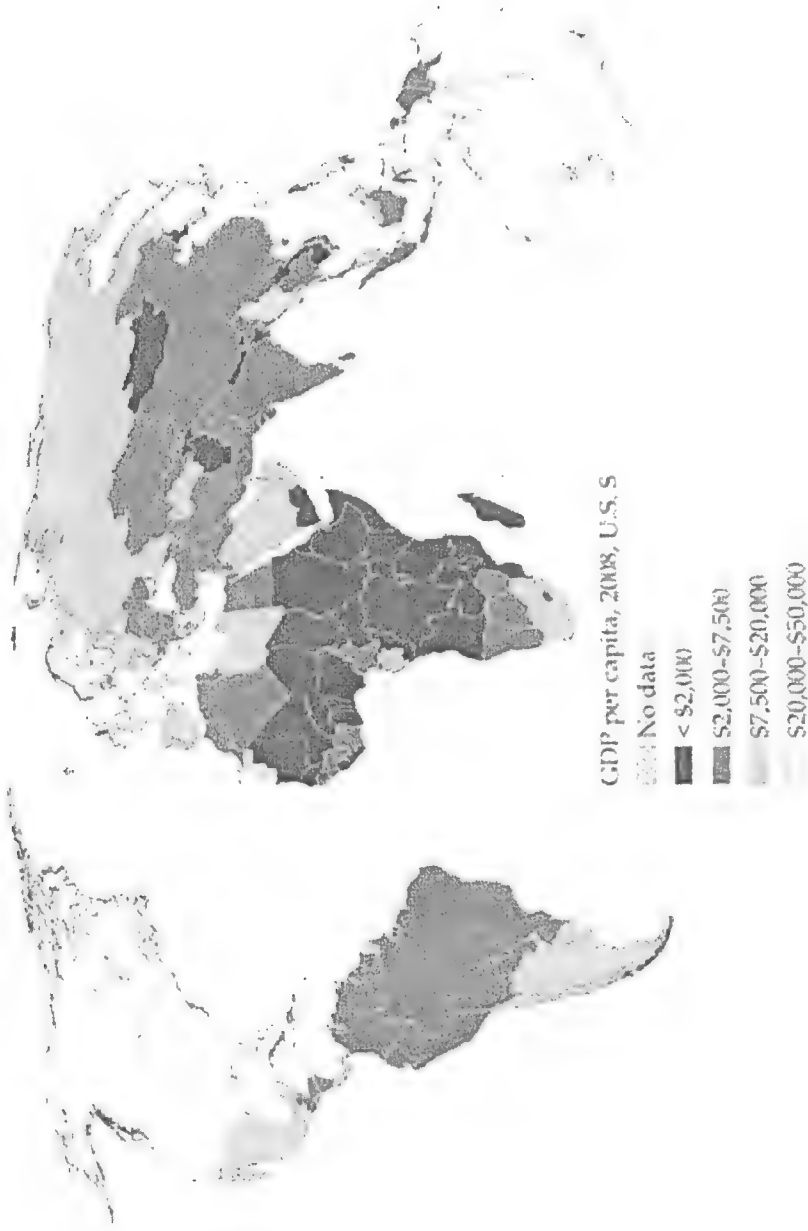 GDP per capita, 2008, U.S. $
No data
< $2,000
$2,000–$7,500
$7,500–$20,000
$20,000–$50,000